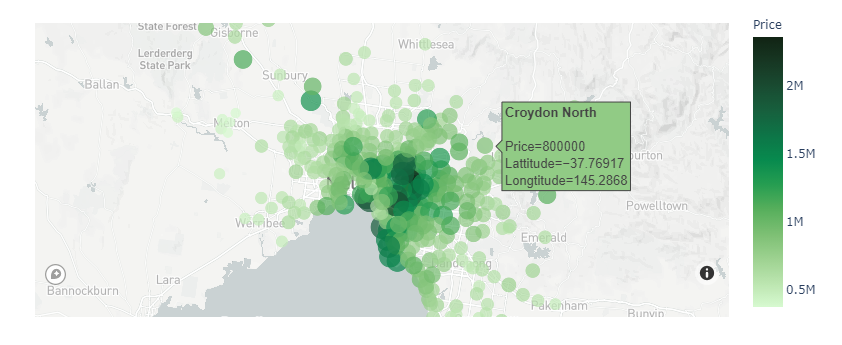 Price
State Forest
Gisborne
Whittlesea
Lerderderg
State Park
Sunbury
Ballan
2M
Melton
Croydon North
Price=800000
Lattitude=−37.76917
Longtitude=145.2868
1.5M
Powelltown
1M
Werribee
Emerald
Lara
Bannockburn
0.5M
Pakenham
Bunyip